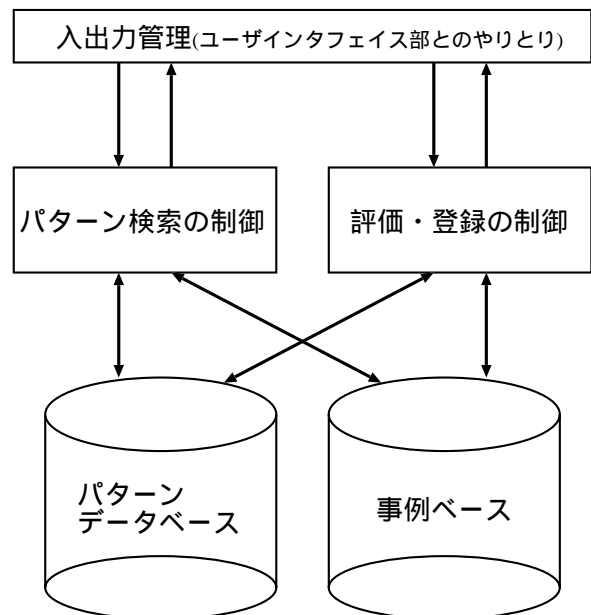 入出力管理(ユーザインタフェイス部とのやりとり)
パターン検索の制御
評価・登録の制御
パターン
データベース
事例ベース